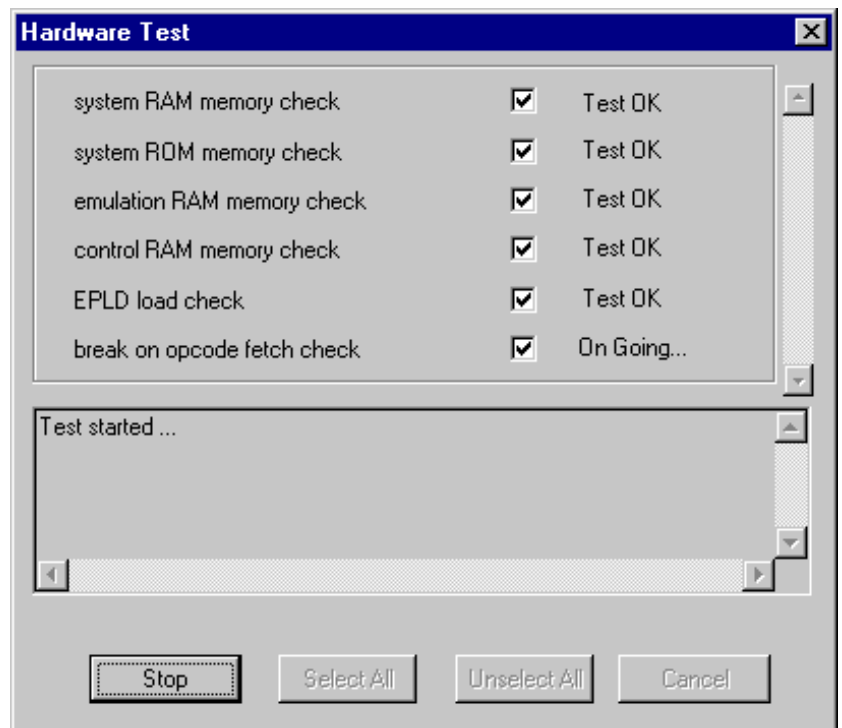 Hardware Test
system RAM memory check Test OK
system ROM memory check Test OK
emulation RAM memory check Test OK
control RAM memory check Test OK
EPLD load check Test OK
break on opcode fetch check On Going...
Test started ...
Stop Select All Unselect All Cancel